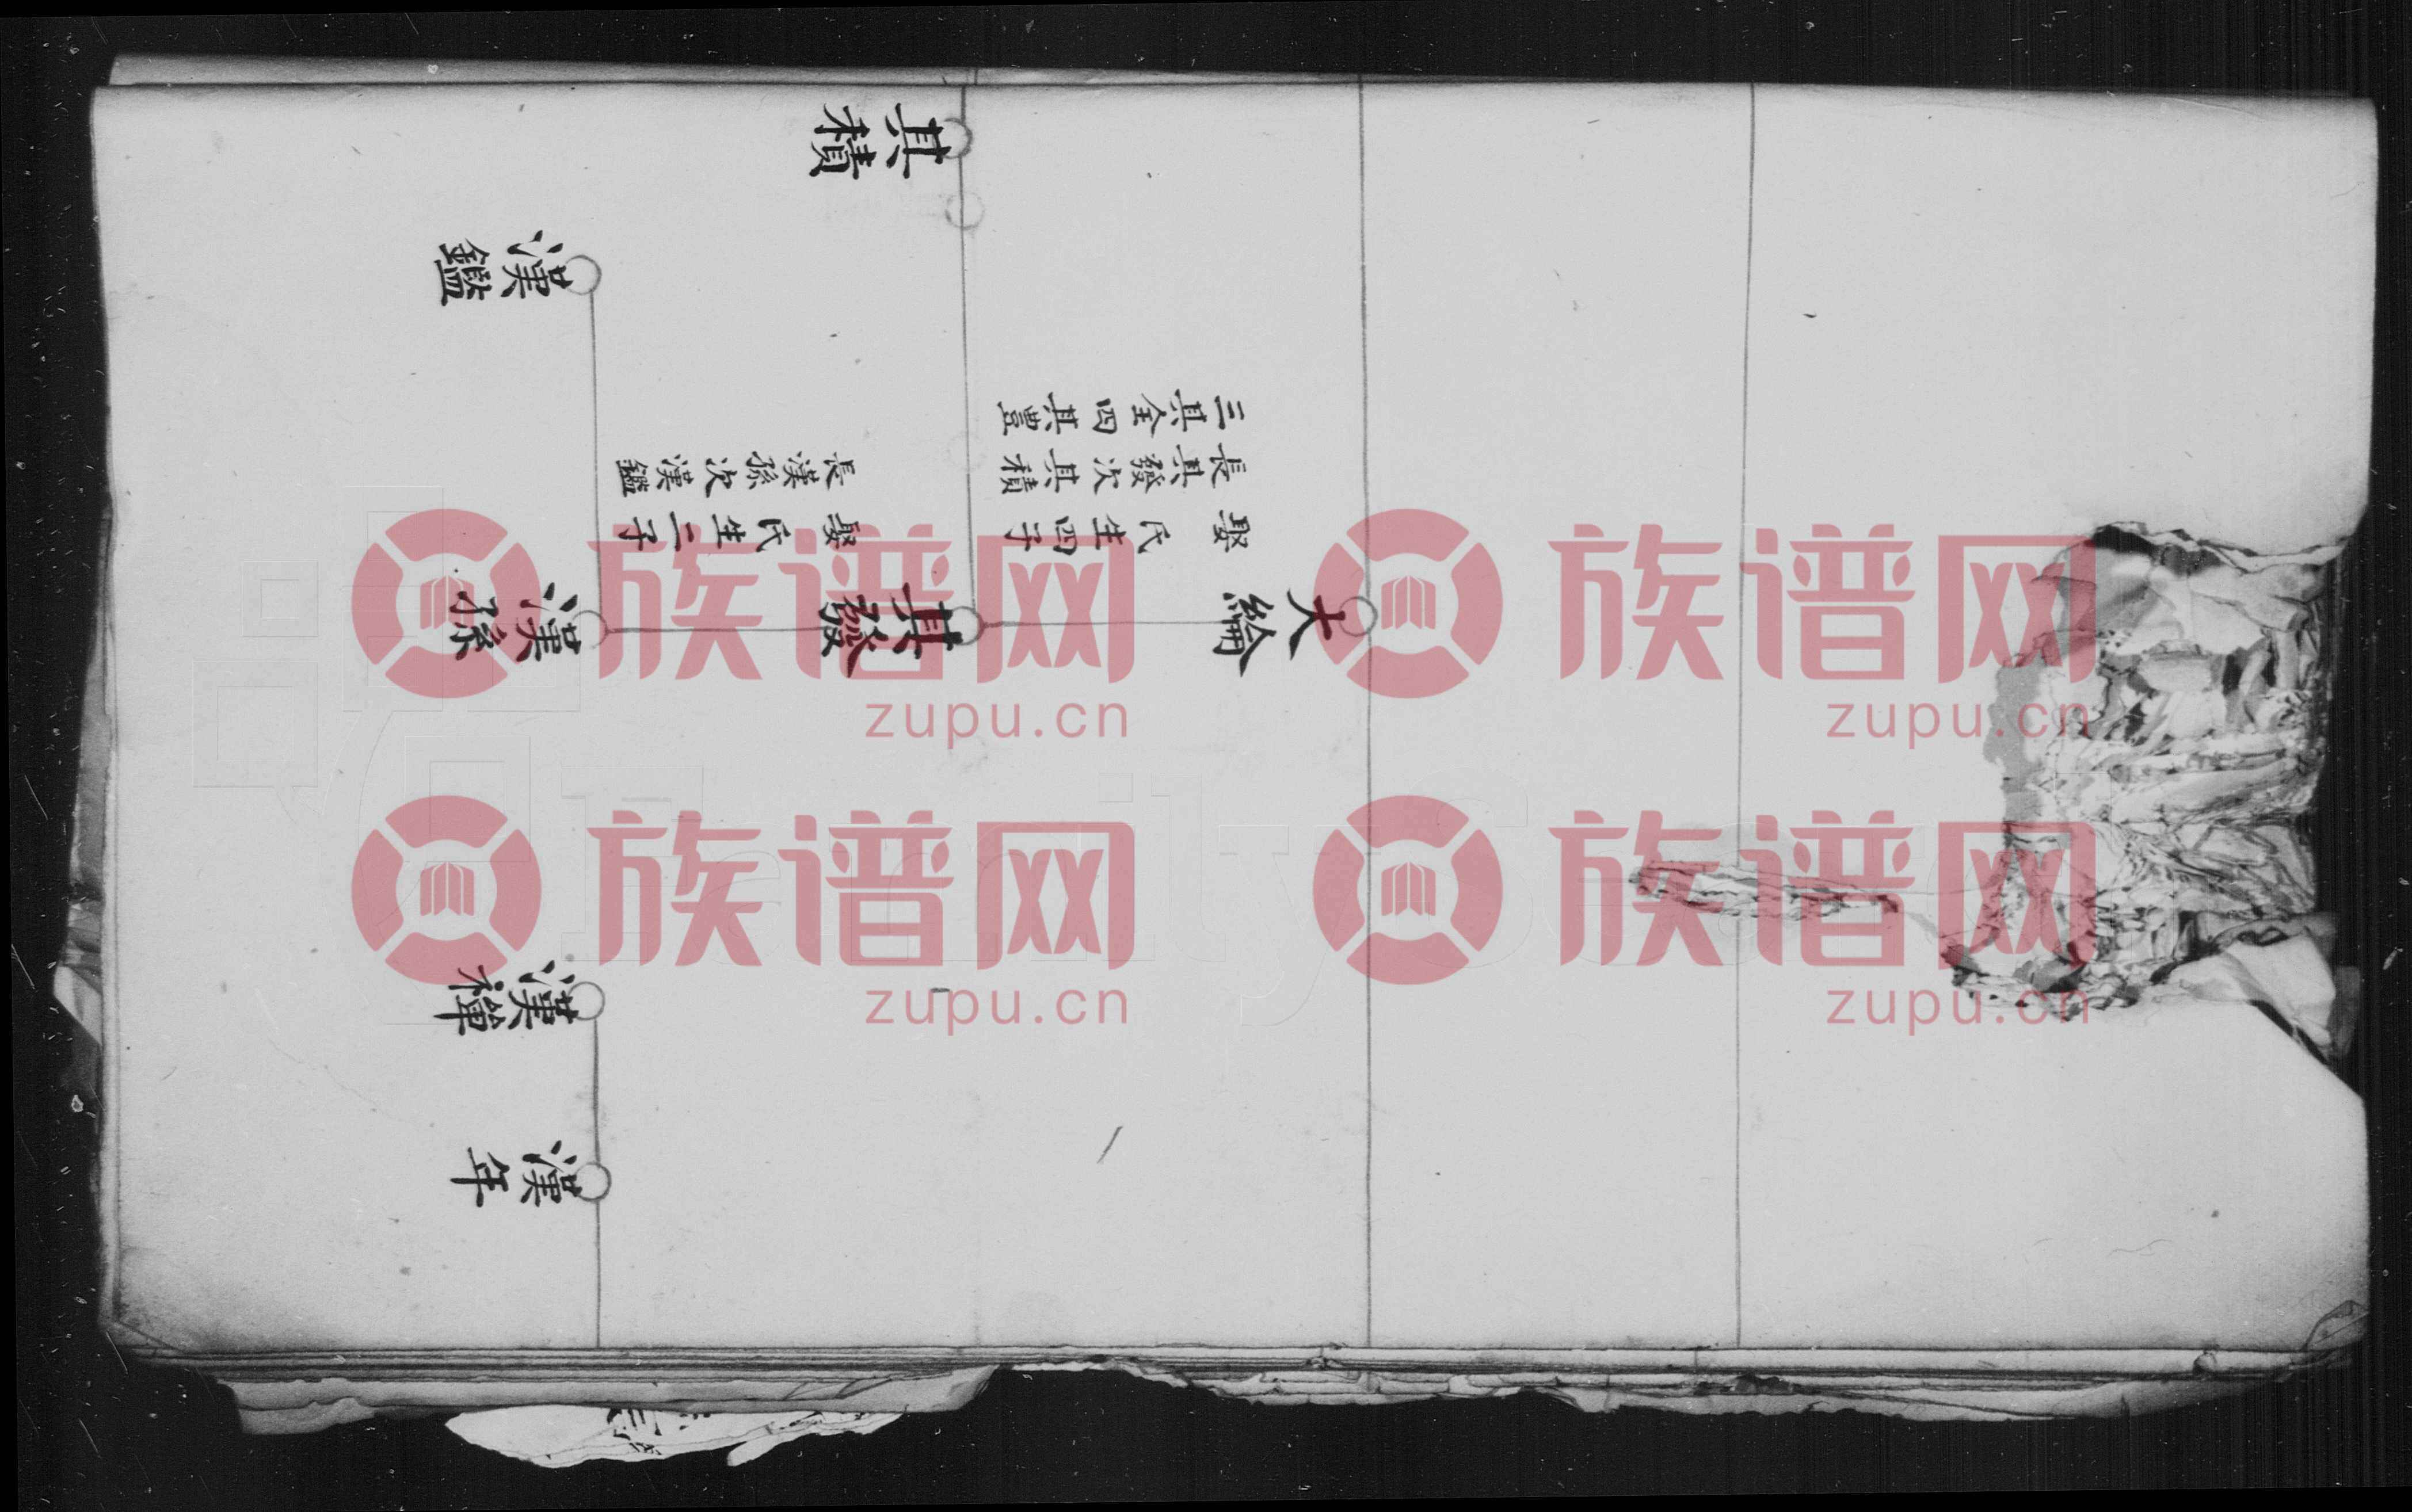 漢年
漢禪
大綸
娶 氏生四子
長其發次其積
三其金四其豐
其發
娶 氏生二子
長漢孫次漢鑑
漢孫
漢鑑
其積
族谱网
zupu.cn
族谱网
zupu.cn
族谱网
zupu.cn
族谱网
zupu.cn